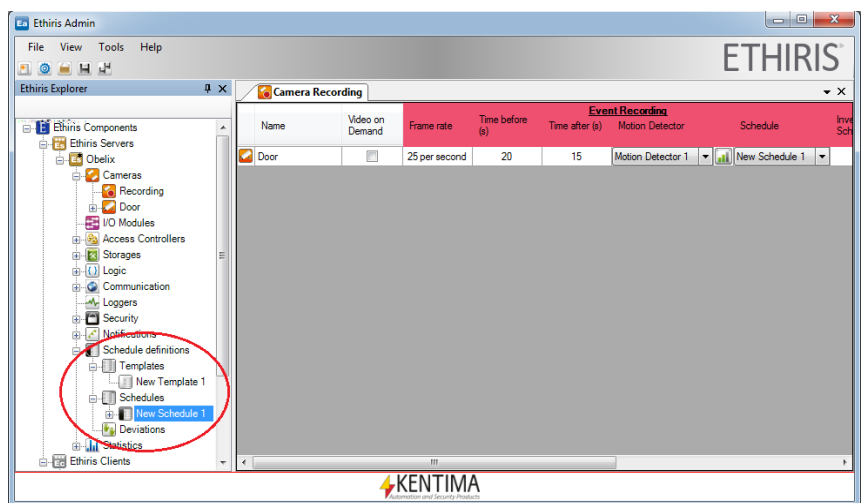 Ethiris Admin
File View Tools Help
ETHIRIS
Ethiris Explorer
Camera Recording
Ethiris Components
Ethiris Servers
Obelix
Cameras
Recording
Door
I/O Modules
Access Controllers
Storages
Logic
Communication
Loggers
Security
Notifications
Schedule definitions
Templates
New Template 1
Schedules
New Schedule 1
Deviations
Statistics
Ethiris Clients
Event Recording
Name Video on Demand Frame rate Time before (s) Time after (s) Motion Detector Schedule Inve Sch
Door 25 per second 20 15 Motion Detector 1 New Schedule 1
KENTIMA
Automation and Security Products